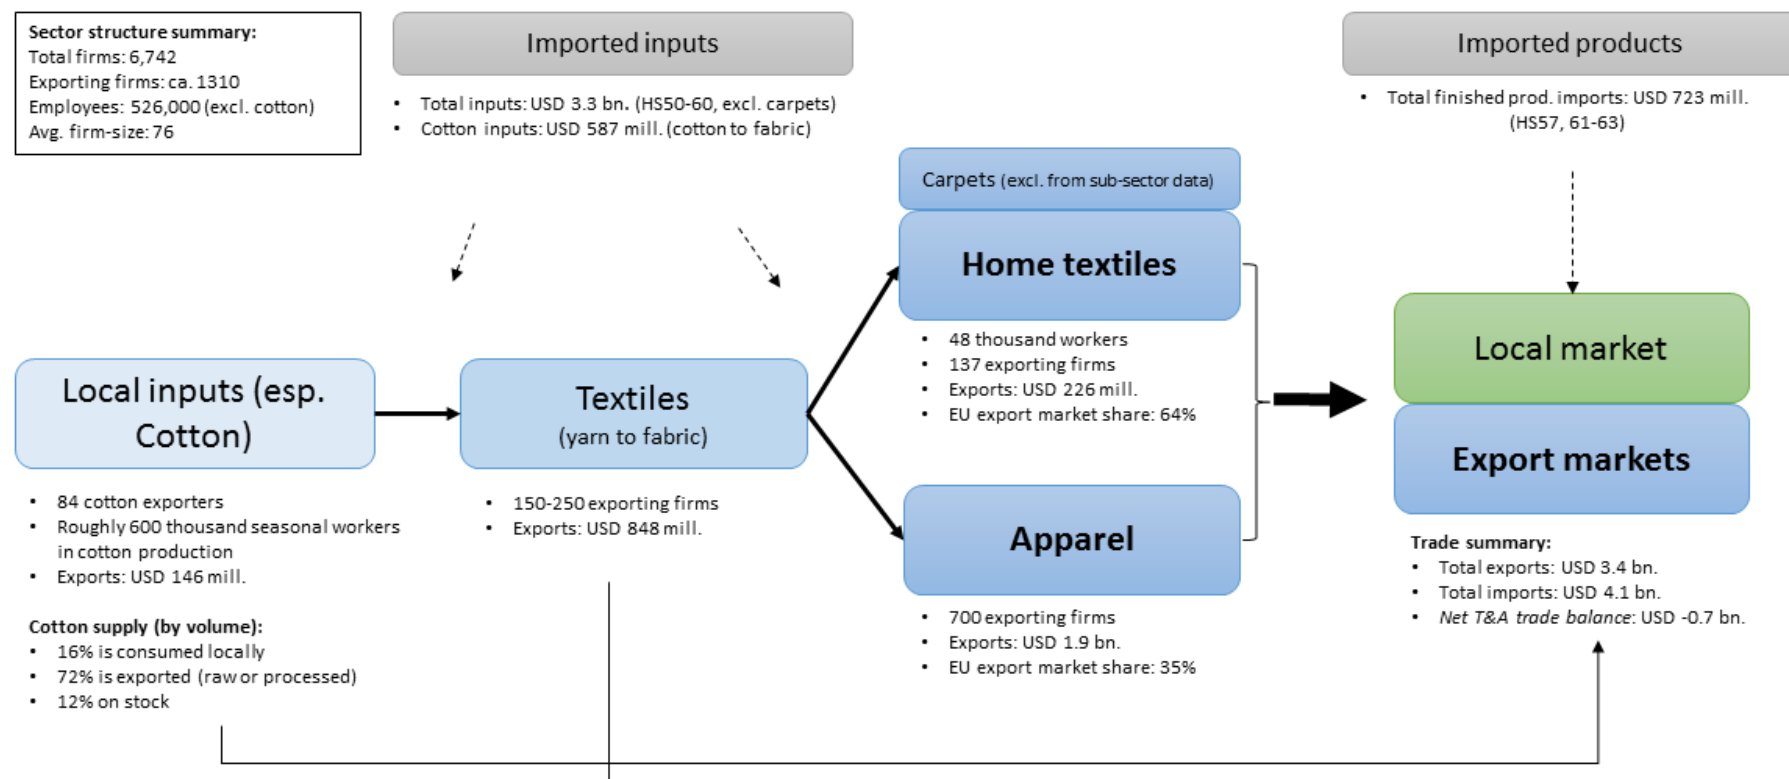 Sector structure summary:
Total firms: 6,742
Exporting firms: ca. 1310
Employees: 526,000 (excl. cotton)
Avg. firm-size: 76
Imported inputs
• Total inputs: USD 3.3 bn. (HS50-60, excl. carpets)
• Cotton inputs: USD 587 mill. (cotton to fabric)
Imported products
• Total finished prod. imports: USD 723 mill.
(HS57, 61-63)
Carpets (excl. from sub-sector data)
Home textiles
• 48 thousand workers
• 137 exporting firms
• Exports: USD 226 mill.
• EU export market share: 64%
Local inputs (esp.
Cotton)
• 84 cotton exporters
• Roughly 600 thousand seasonal workers
in cotton production
• Exports: USD 146 mill.
Cotton supply (by volume):
• 16% is consumed locally
• 72% is exported (raw or processed)
• 12% on stock
Textiles
(yarn to fabric)
• 150-250 exporting firms
• Exports: USD 848 mill.
Apparel
• 700 exporting firms
• Exports: USD 1.9 bn.
• EU export market share: 35%
Local market
Export markets
Trade summary:
• Total exports: USD 3.4 bn.
• Total imports: USD 4.1 bn.
• Net T&A trade balance: USD -0.7 bn.